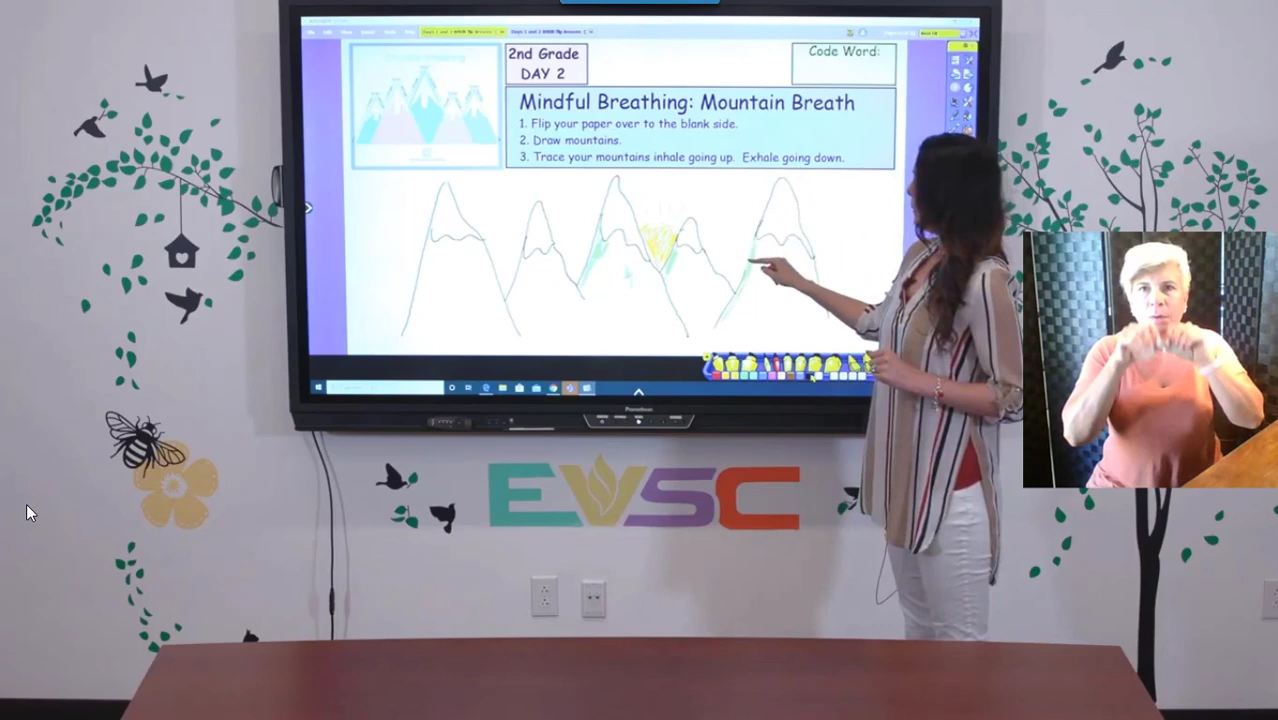 2nd Grade
DAY 2
Code Word:
Mindful Breathing: Mountain Breath
1. Flip your paper over to the blank side.
2. Draw mountains.
3. Trace your mountains inhale going up. Exhale going down.
Promethean
EVSC